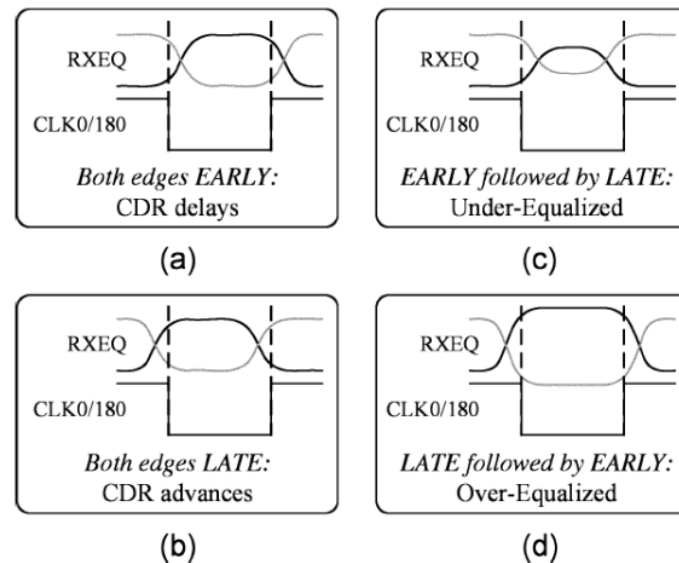 RXEQ
CLK0/180
Both edges EARLY:
CDR delays
(a)
RXEQ
CLK0/180
EARLY followed by LATE:
Under-Equalized
(c)
RXEQ
CLK0/180
Both edges LATE:
CDR advances
(b)
RXEQ
CLK0/180
LATE followed by EARLY:
Over-Equalized
(d)